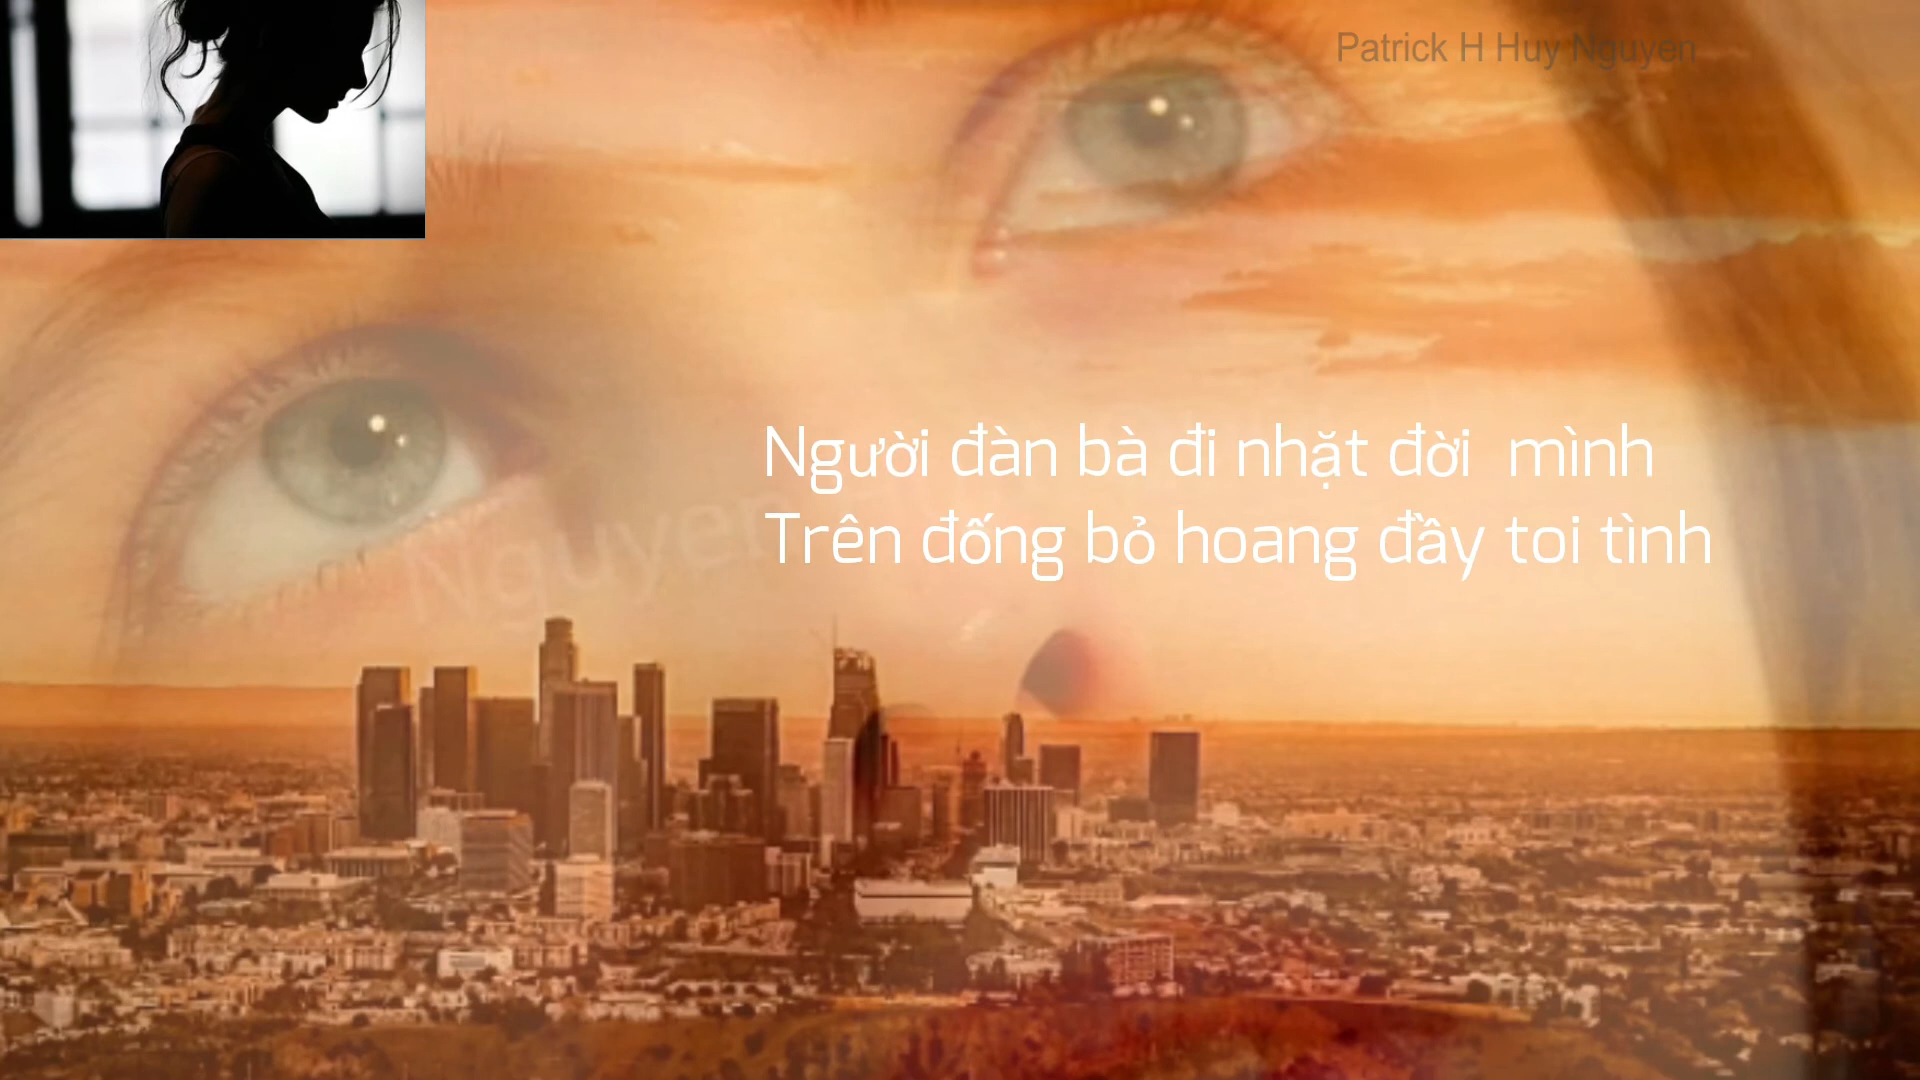 Patrick H Huy Nguyen
Người đàn bà đi nhặt đời mình
Trên đống bỏ hoang đầy toi tình
Nguyen